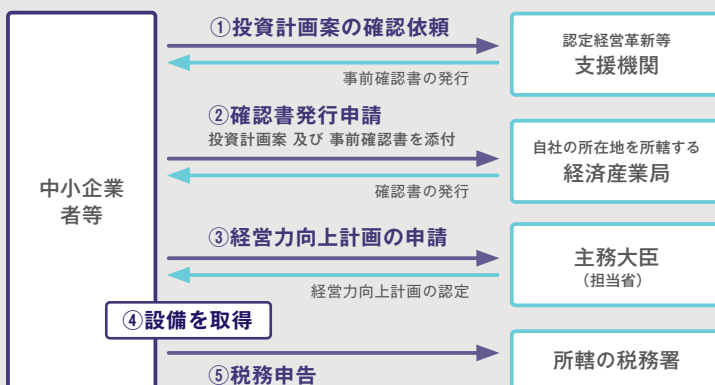 ①投資計画案の確認依頼
認定経営革新等
支援機関
事前確認書の発行
②確認書発行申請
投資計画案 及び 事前確認書を添付
自社の所在地を所轄する
経済産業局
確認書の発行
中小企業
者等
③経営力向上計画の申請
主務大臣
(担当省)
経営力向上計画の認定
④設備を取得
所轄の税務署
⑤税務申告